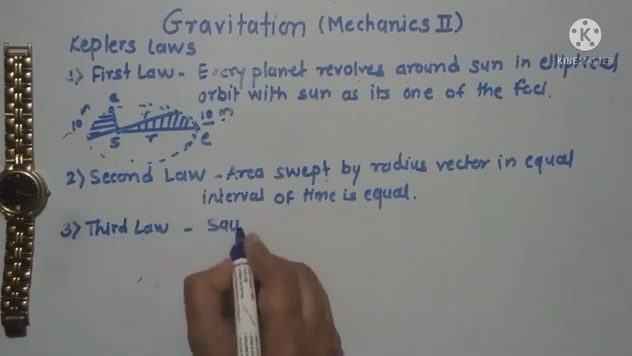 Gravitation (Mechanics II)
Keplers Laws
1) First Law - Every planet revolves around sun in elliptical
orbit with sun as its one of the foci.
s
r
e
2) Second Law - Area swept by radius vector in equal
interval of time is equal.
3) Third Law - Squ
K
KINEMASTER